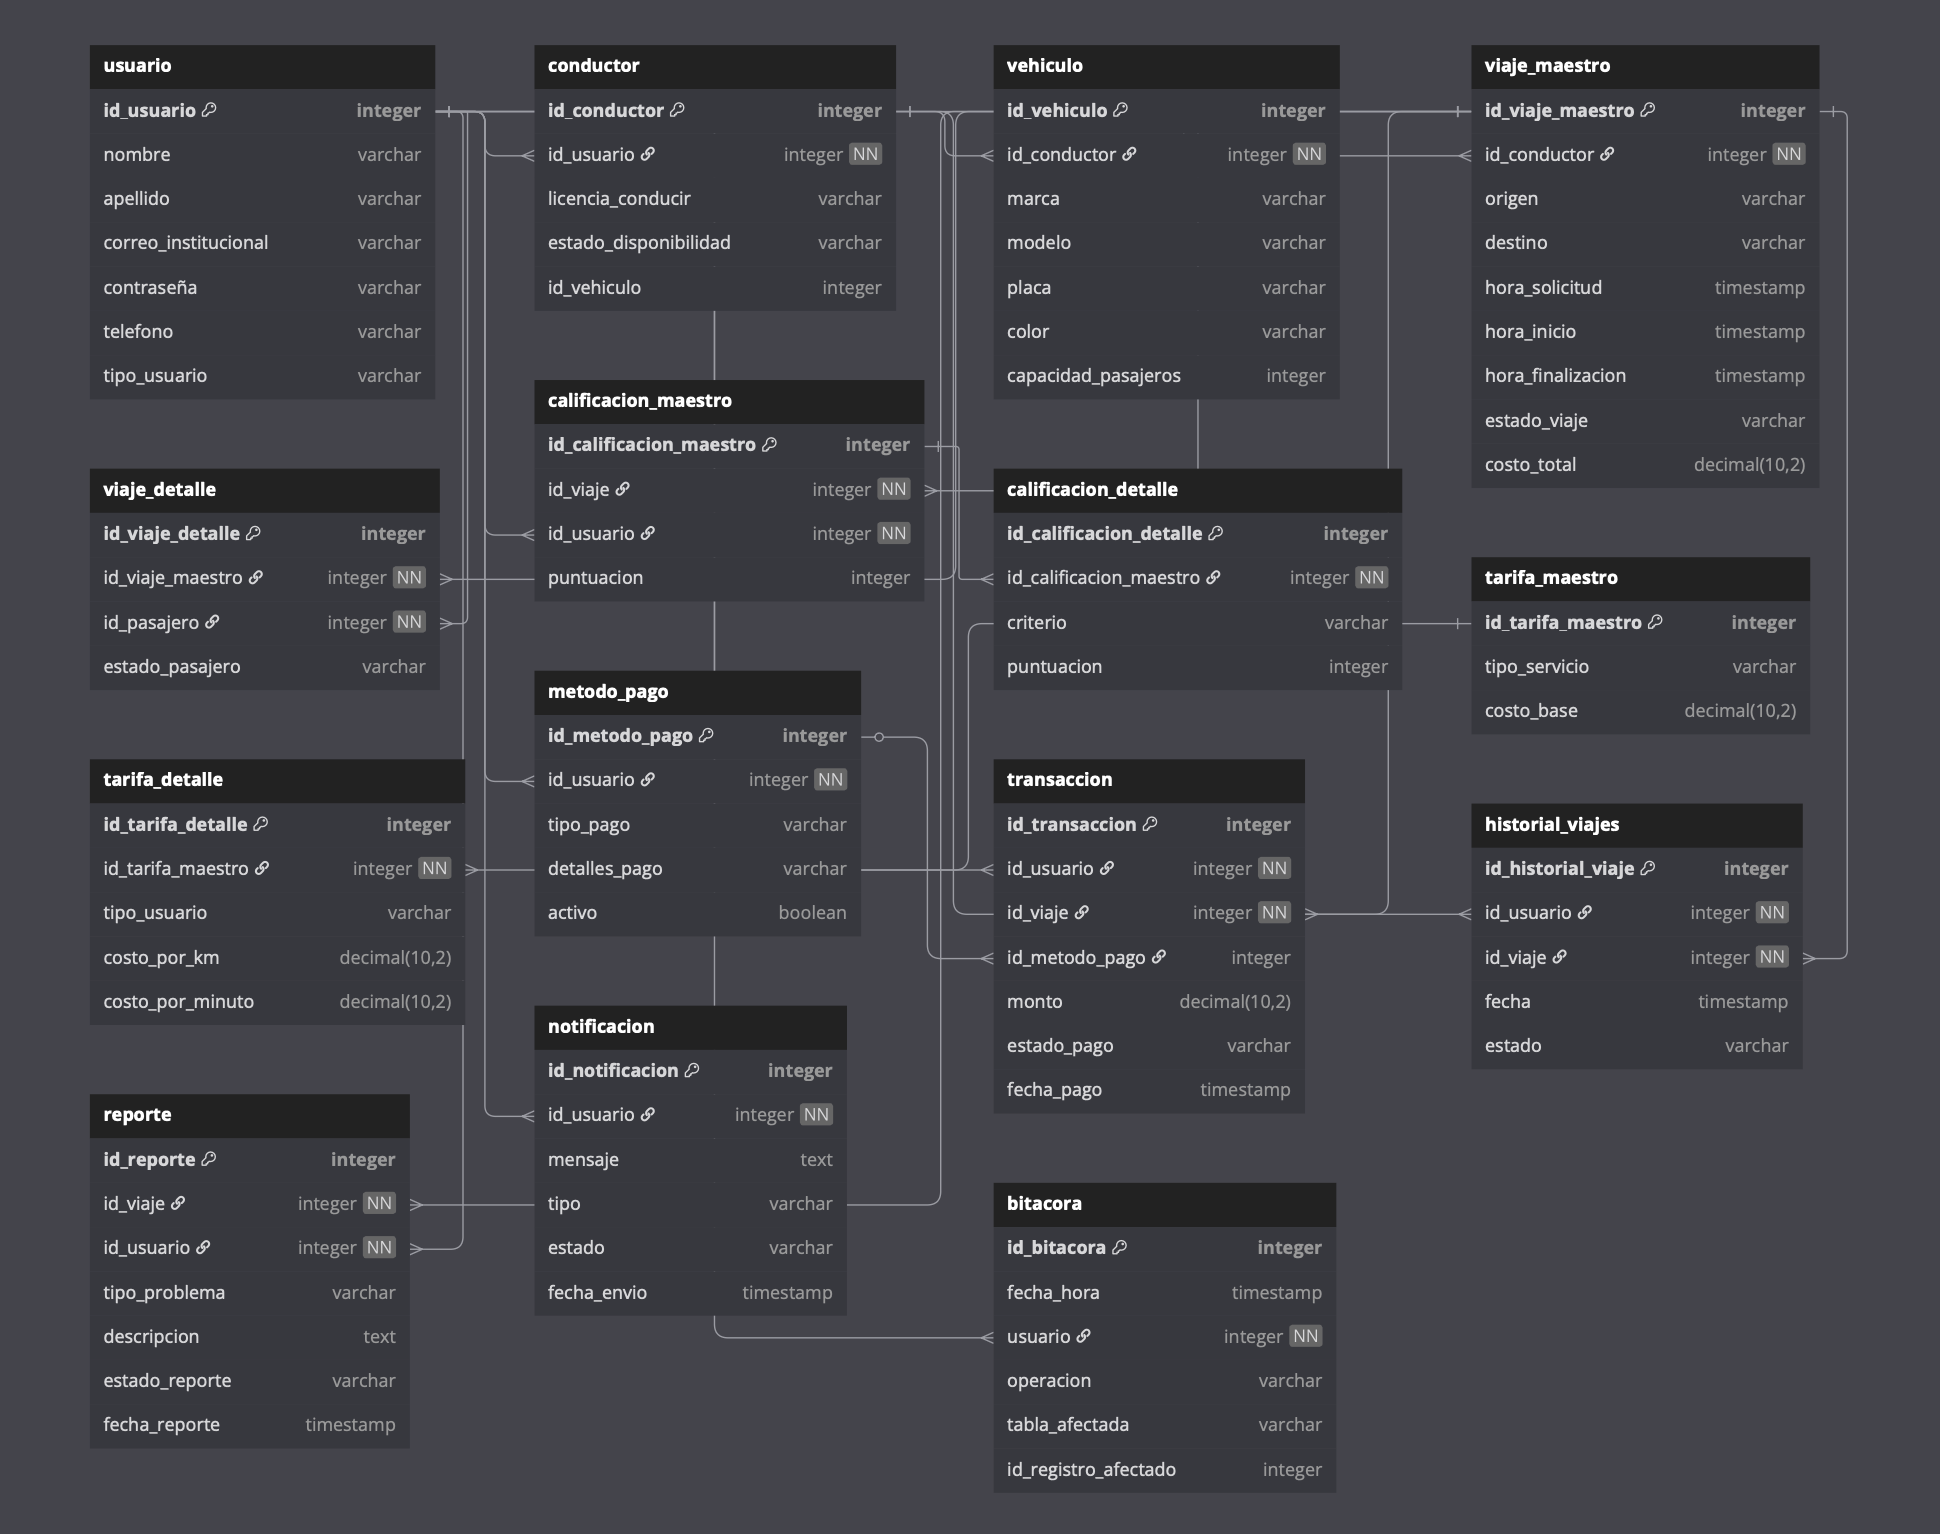 usuario
id_usuario integer
nombre varchar
apellido varchar
correo_institucional varchar
contraseña varchar
telefono varchar
tipo_usuario varchar
conductor
id_conductor integer
id_usuario integer NN
licencia_conducir varchar
estado_disponibilidad varchar
id_vehiculo integer
vehiculo
id_vehiculo integer
id_conductor integer NN
marca varchar
modelo varchar
placa varchar
color varchar
capacidad_pasajeros integer
viaje_maestro
id_viaje_maestro integer
id_conductor integer NN
origen varchar
destino varchar
hora_solicitud timestamp
hora_inicio timestamp
hora_finalizacion timestamp
estado_viaje varchar
costo_total decimal(10,2)
calificacion_maestro
id_calificacion_maestro integer
id_viaje integer NN
id_usuario integer NN
puntuacion integer
viaje_detalle
id_viaje_detalle integer
id_viaje_maestro integer NN
id_pasajero integer NN
estado_pasajero varchar
calificacion_detalle
id_calificacion_detalle integer
id_calificacion_maestro integer NN
criterio varchar
puntuacion integer
tarifa_maestro
id_tarifa_maestro integer
tipo_servicio varchar
costo_base decimal(10,2)
metodo_pago
id_metodo_pago integer
id_usuario integer NN
tipo_pago varchar
detalles_pago varchar
activo boolean
tarifa_detalle
id_tarifa_detalle integer
id_tarifa_maestro integer NN
tipo_usuario varchar
costo_por_km decimal(10,2)
costo_por_minuto decimal(10,2)
transaccion
id_transaccion integer
id_usuario integer NN
id_viaje integer NN
id_metodo_pago integer
monto decimal(10,2)
estado_pago varchar
fecha_pago timestamp
historial_viajes
id_historial_viaje integer
id_usuario integer NN
id_viaje integer NN
fecha timestamp
estado varchar
notificacion
id_notificacion integer
id_usuario integer NN
mensaje text
tipo varchar
estado varchar
fecha_envio timestamp
reporte
id_reporte integer
id_viaje integer NN
id_usuario integer NN
tipo_problema varchar
descripcion text
estado_reporte varchar
fecha_reporte timestamp
bitacora
id_bitacora integer
fecha_hora timestamp
usuario integer NN
operacion varchar
tabla_afectada varchar
id_registro_afectado integer